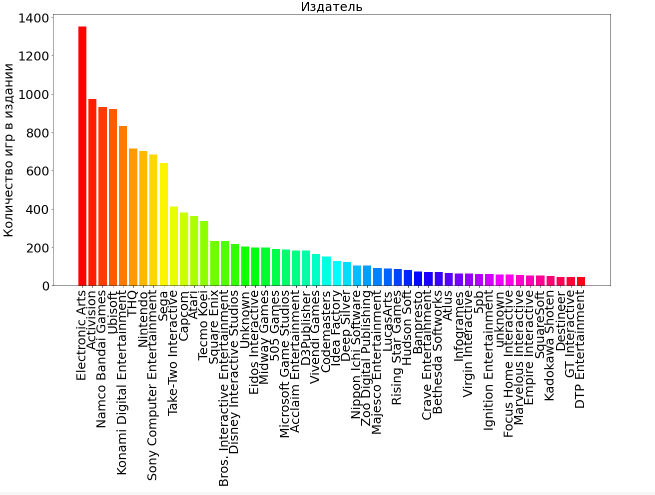 Издатель
Количество игр в издании
1400
1200
1000
800
600
400
200
0
Electronic Arts
Activision
Namco Bandai Games
Ubisoft
Konami Digital Entertainment
THQ
Nintendo
Sony Computer Entertainment
Sega
Take-Two Interactive
Capcom
Atari
Tecmo Koei
Square Enix
Bros. Interactive Entertainment
Disney Interactive Studios
Unknown
Eidos Interactive
Midway Games
505 Games
Microsoft Game Studios
Acclaim Entertainment
D3Publisher
Vivendi Games
Codemasters
Idea Factory
Deep Silver
Nippon Ichi Software
Zoo Digital Publishing
Majesco Entertainment
LucasArts
Rising Star Games
Hudson Soft
Banpresto
Crave Entertainment
Bethesda Softworks
Atlus
Infogrames
Virgin Interactive
5pb
Ignition Entertainment
unknown
Focus Home Interactive
Marvelous Interactive
Empire Interactive
SquareSoft
Kadokawa Shoten
Destineer
GT Interactive
DTP Entertainment